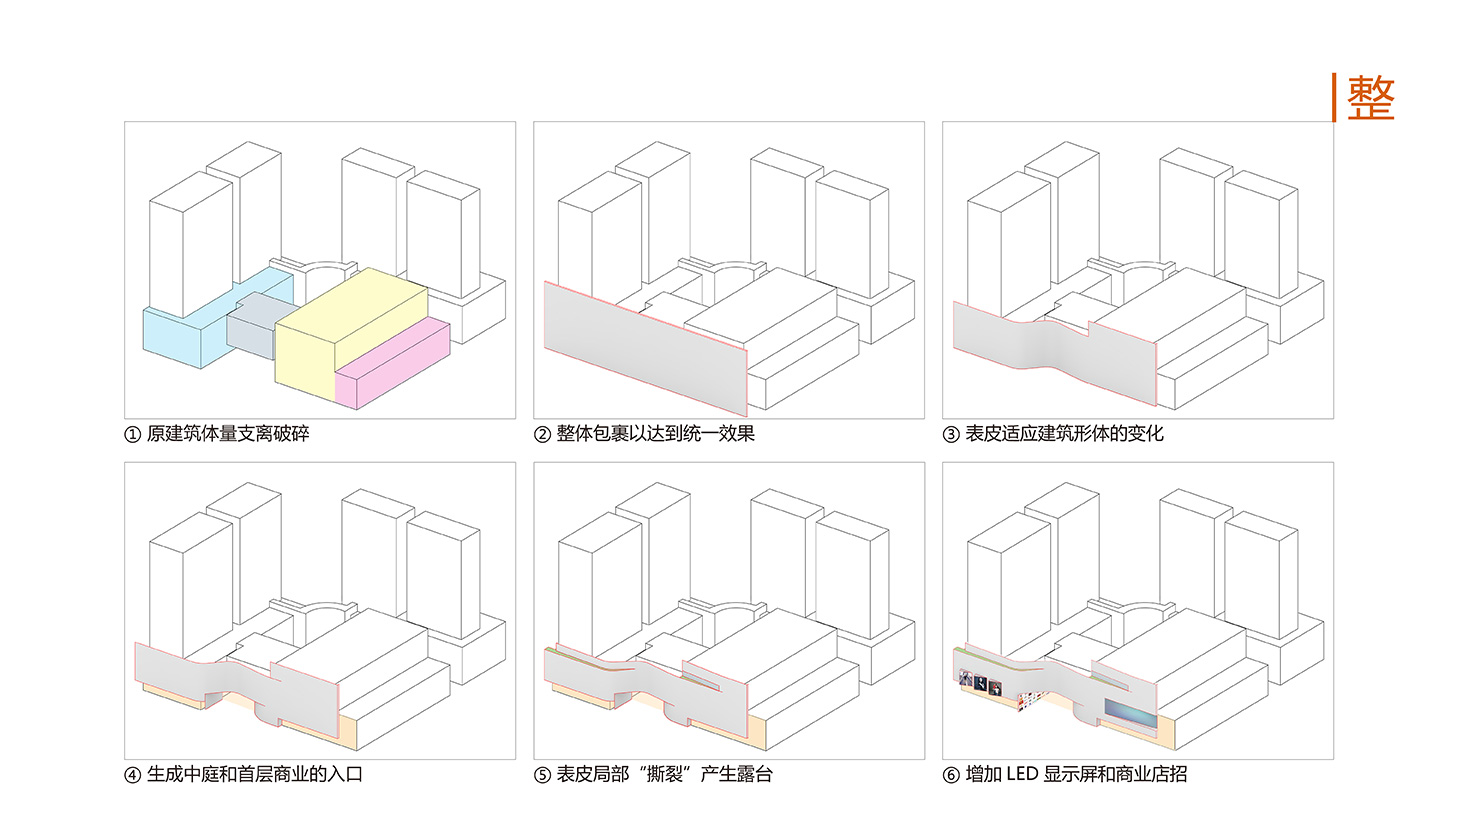 整
① 原建筑体量支离破碎
② 整体包裹以达到统一效果
③ 表皮适应建筑形体的变化
④ 生成中庭和首层商业的入口
⑤ 表皮局部“撕裂”产生露台
⑥ 增加 LED 显示屏和商业店招